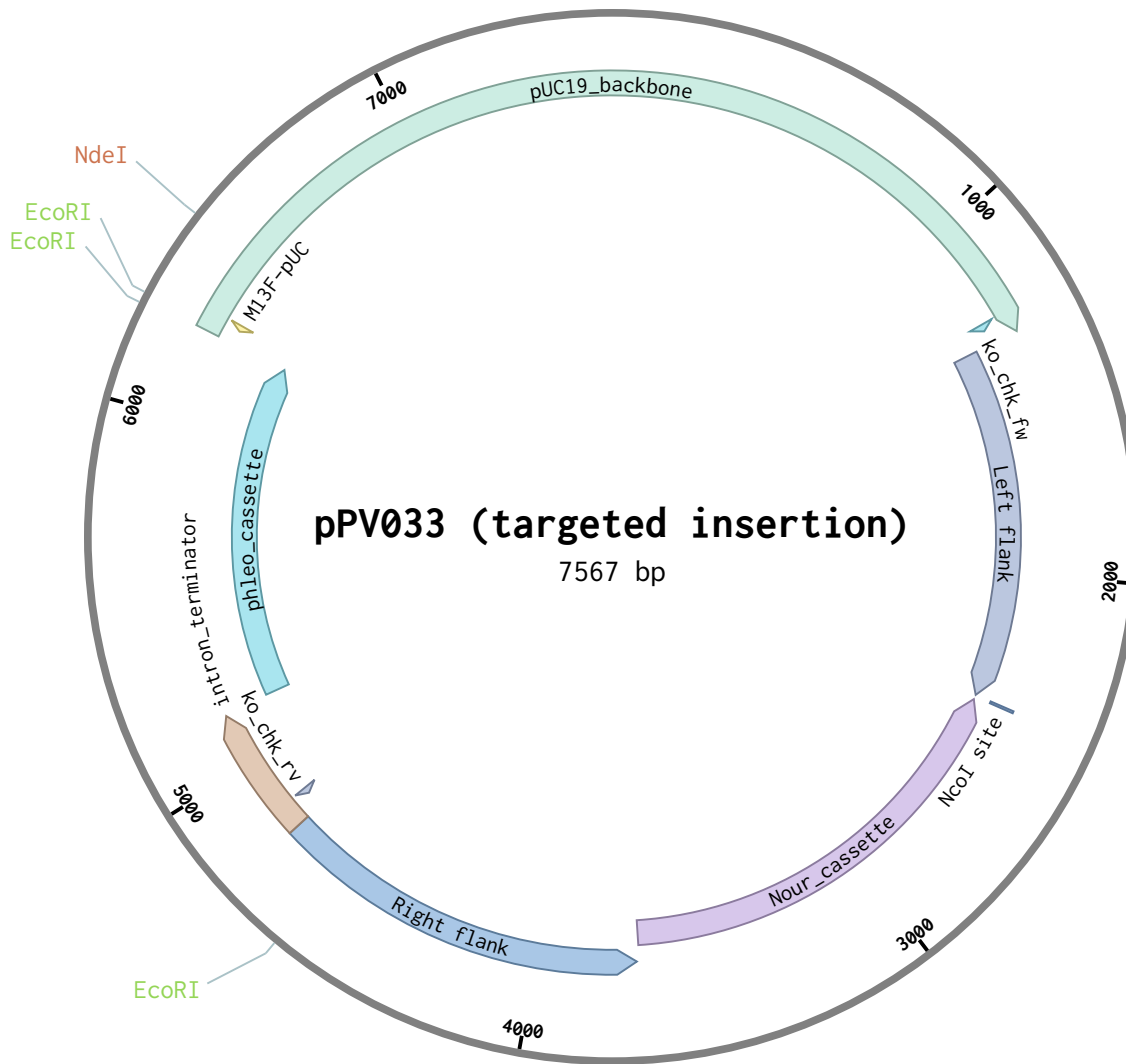 pUC19_backbone
7000
NdeI
1000
EcoRI
EcoRI
M13F-pUC
ko_chk_fw
6000
phleo_cassette
Left flank
pPV033 (targeted insertion)
7567 bp
2000
intron_terminator
ko_chk_rv
NcoI site
5000
Nour_cassette
Right flank
3000
EcoRI
4000